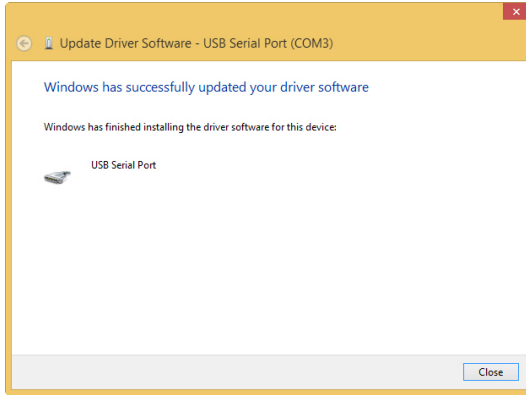 Update Driver Software - USB Serial Port (COM3)
Windows has successfully updated your driver software
Windows has finished installing the driver software for this device:
USB Serial Port
Close